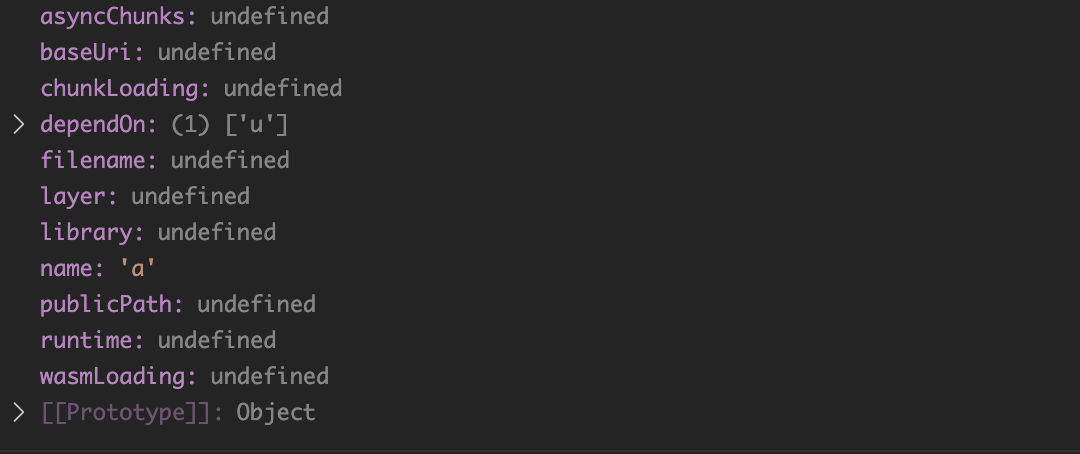 asyncChunks: undefined
baseUri: undefined
chunkLoading: undefined
dependOn: (1) ['u']
filename: undefined
layer: undefined
library: undefined
name: 'a'
publicPath: undefined
runtime: undefined
wasmLoading: undefined
[[Prototype]]: Object